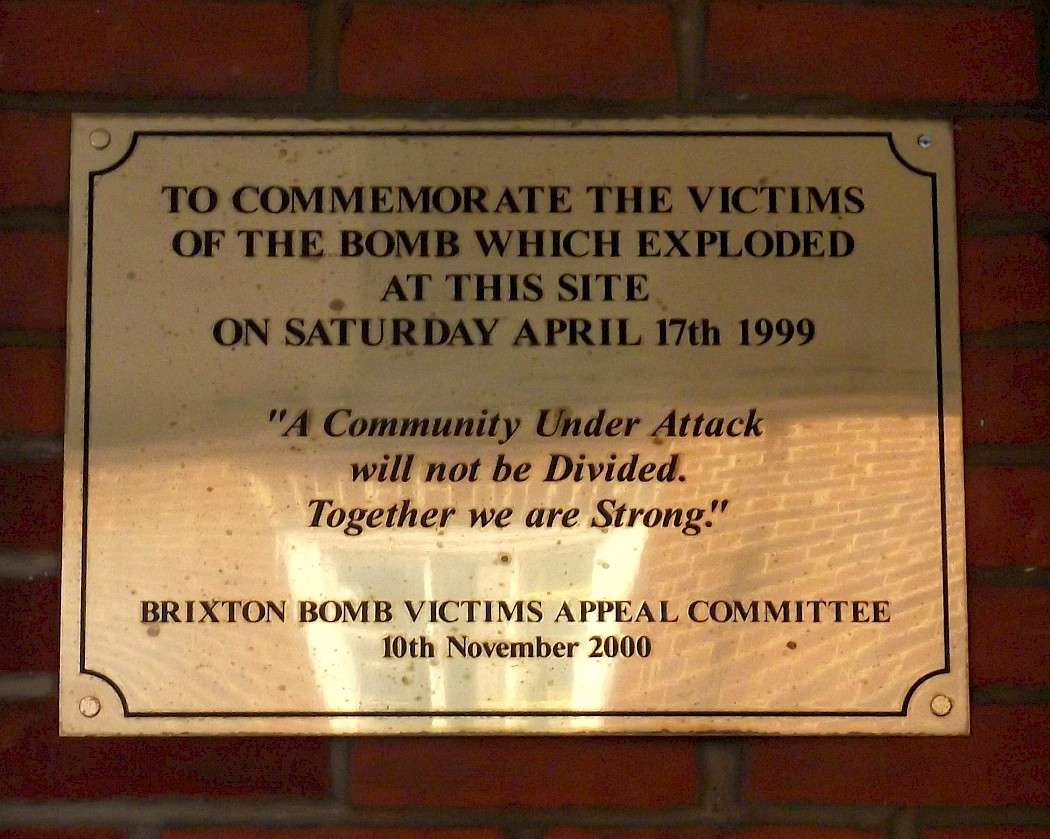 TO COMMEMORATE THE VICTIMS
OF THE BOMB WHICH EXPLODED
AT THIS SITE
ON SATURDAY APRIL 17th 1999
"A Community Under Attack
will not be Divided.
Together we are Strong."
BRIXTON BOMB VICTIMS APPEAL COMMITTEE
10th November 2000